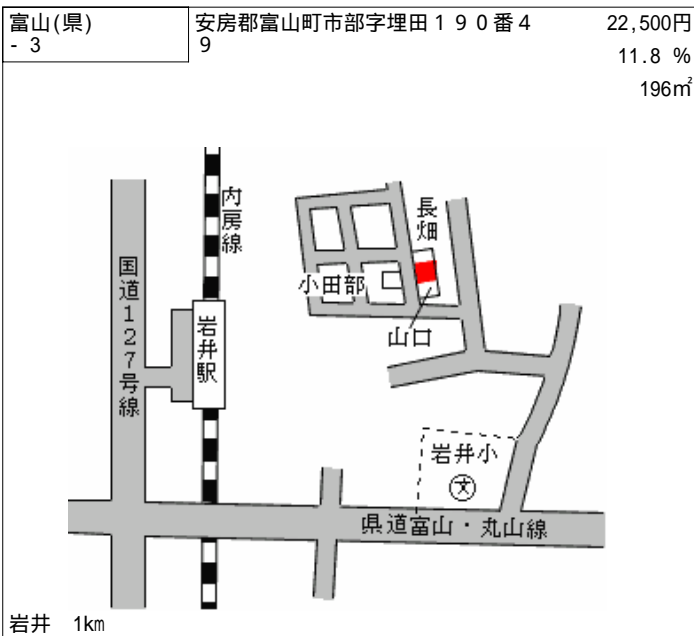 富山(県)
- 3
安房郡富山町市部字埋田１９０番４
９
22,500円
11.8 %
196㎡
内房線
長畑
国道127号線
小田部
岩井駅
山口
岩井小
文
県道富山・丸山線
岩井 1km